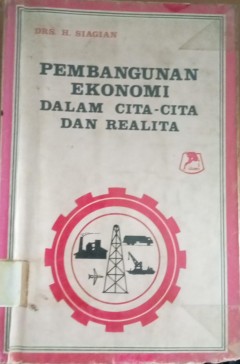 DRS. H. SIAGIAN
PEMBANGUNAN
EKONOMI
DALAM CITA-CITA
DAN REALITA